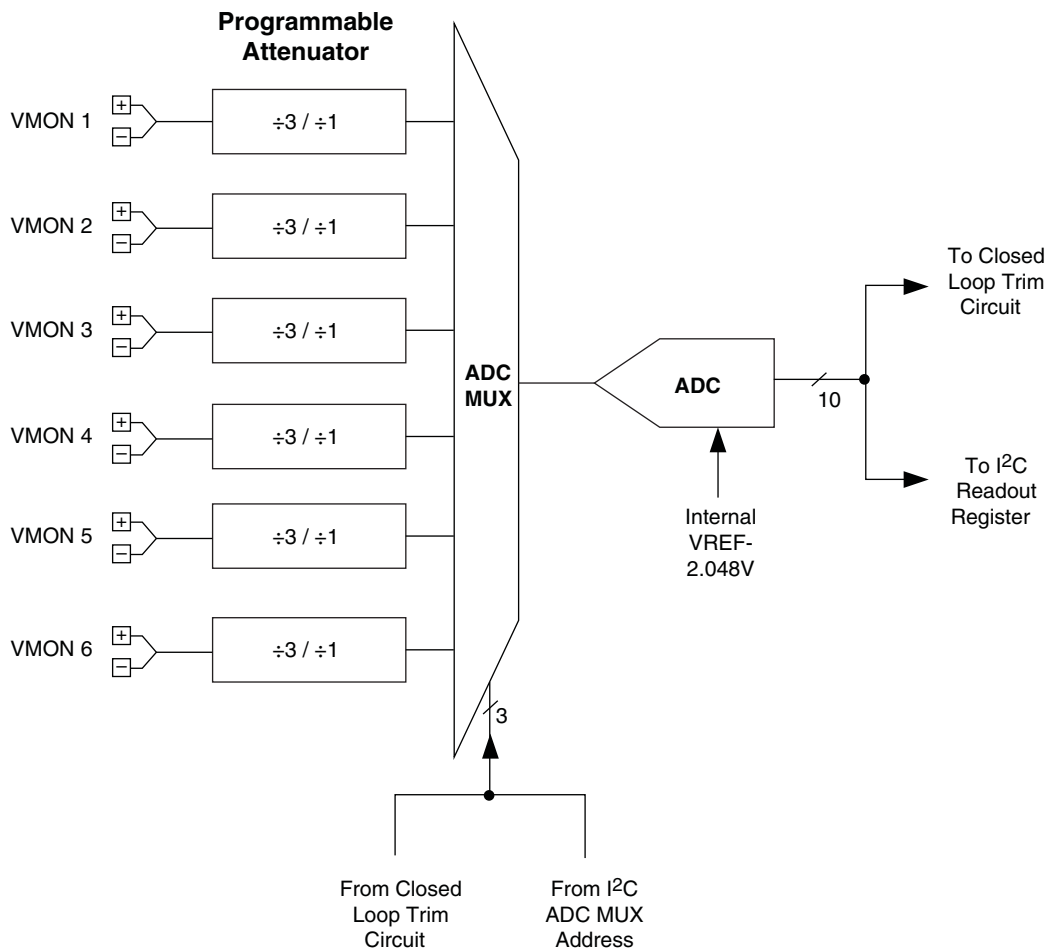 Programmable
Attenuator
VMON 1
+
−
÷3 / ÷1
VMON 2
+
−
÷3 / ÷1
VMON 3
+
−
÷3 / ÷1
VMON 4
+
−
÷3 / ÷1
VMON 5
+
−
÷3 / ÷1
VMON 6
+
−
÷3 / ÷1
ADC
MUX
3
ADC
10
To Closed
Loop Trim
Circuit
To I²C
Readout
Register
Internal
VREF-
2.048V
From Closed
Loop Trim
Circuit
From I²C
ADC MUX
Address